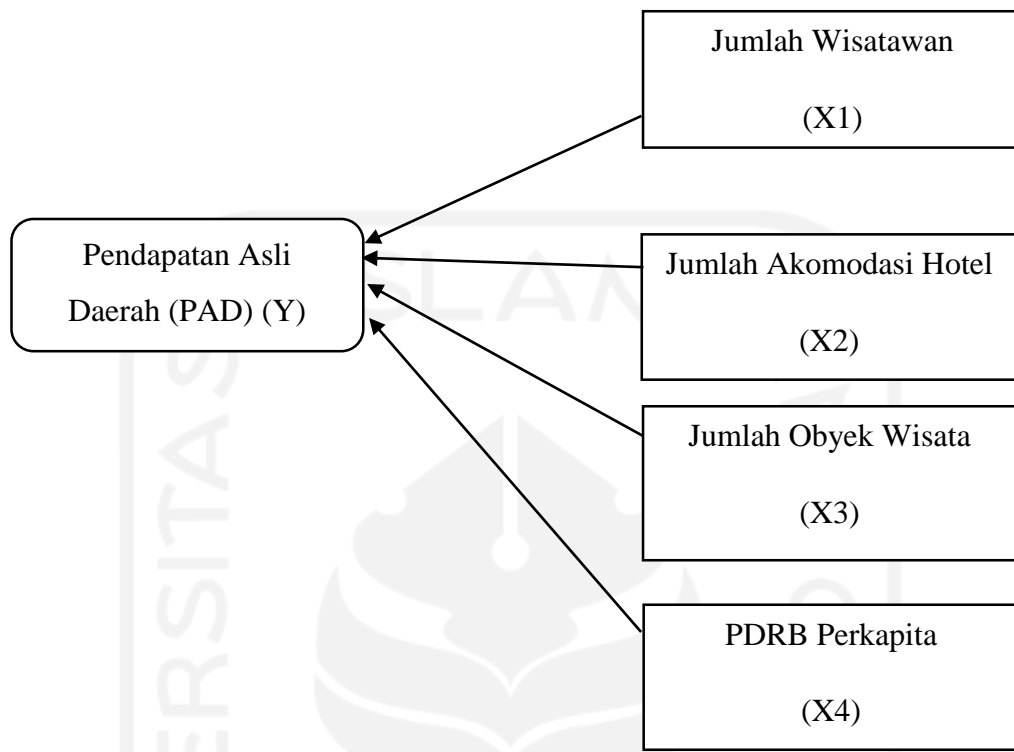 Jumlah Wisatawan
(X1)
Pendapatan Asli
Daerah (PAD) (Y)
Jumlah Akomodasi Hotel
(X2)
Jumlah Obyek Wisata
(X3)
PDRB Perkapita
(X4)